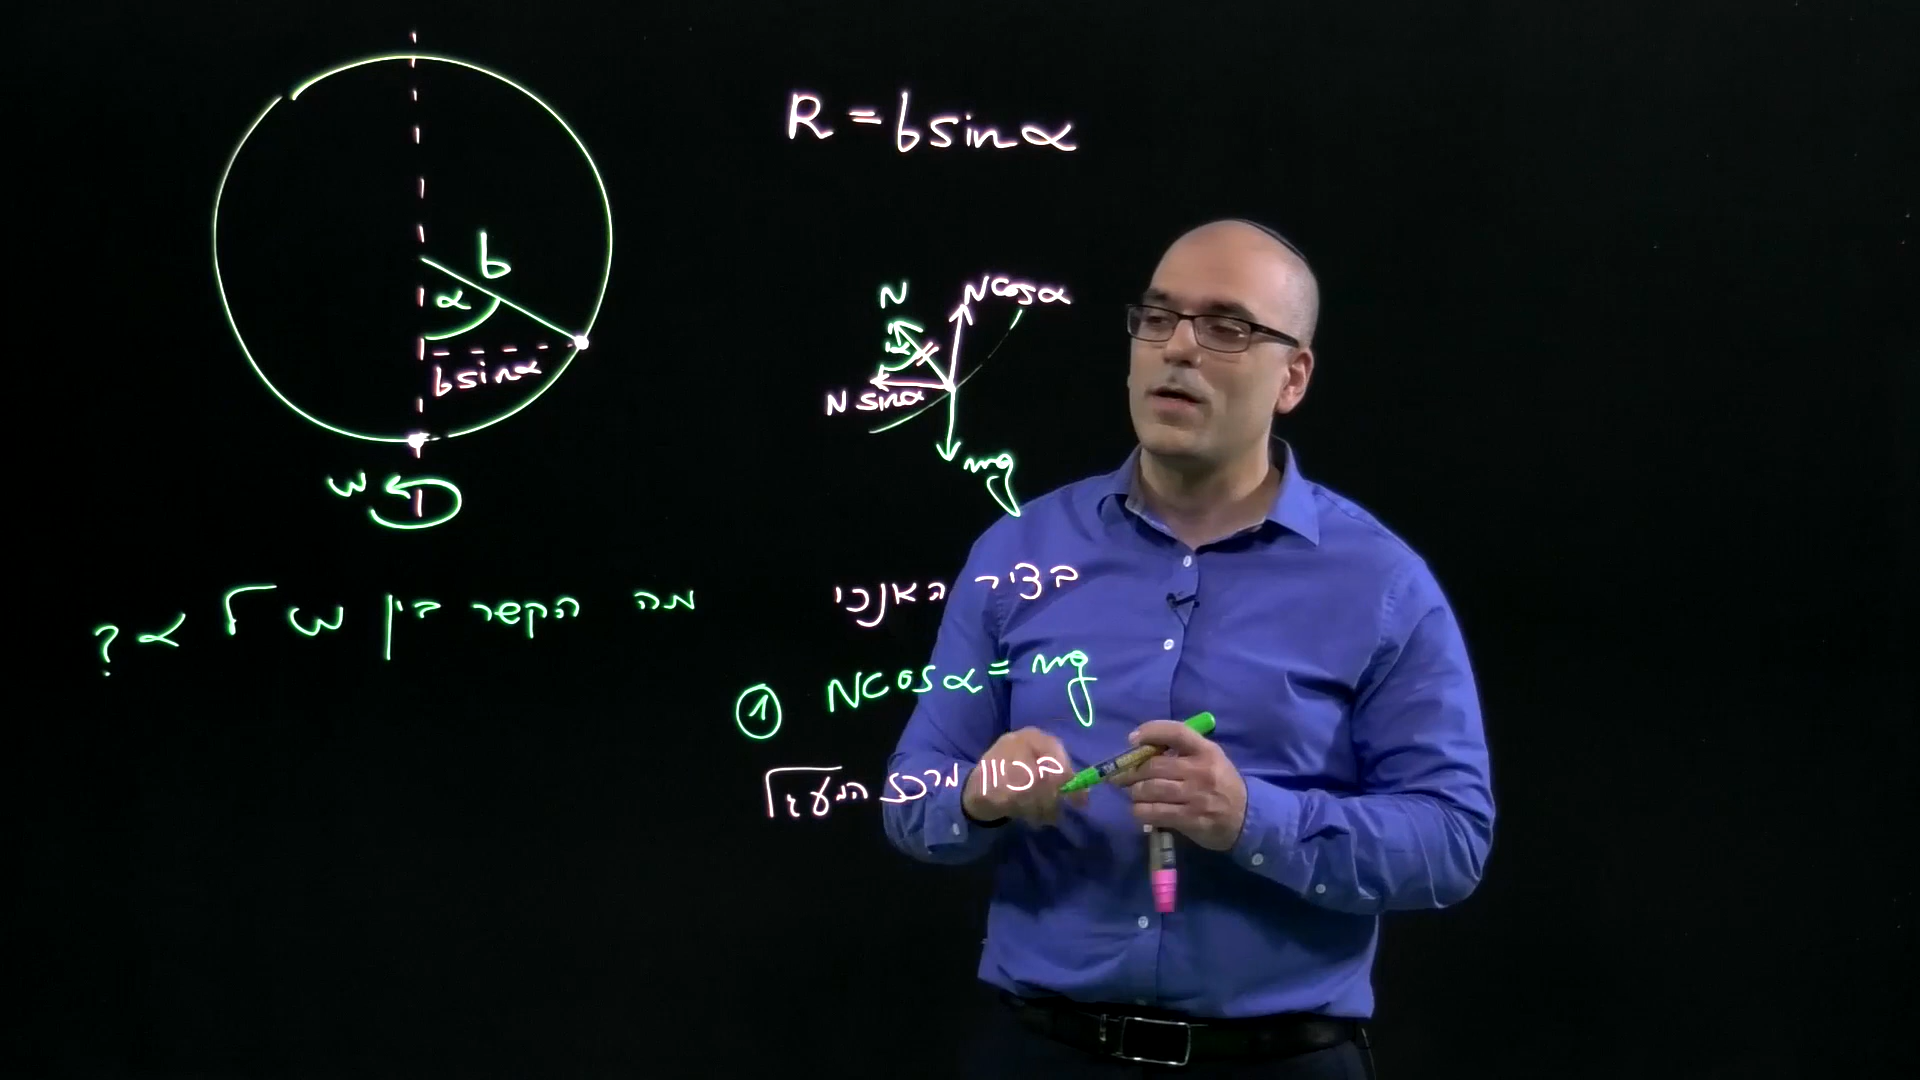 R = b sin α
b
α
b sin α
ω
N
N cos α
α
N sin α
mg
מה הקשר בין ω ל α?
בציר האנכי
① N cos α = mg
בכיוון מרכז המעגל